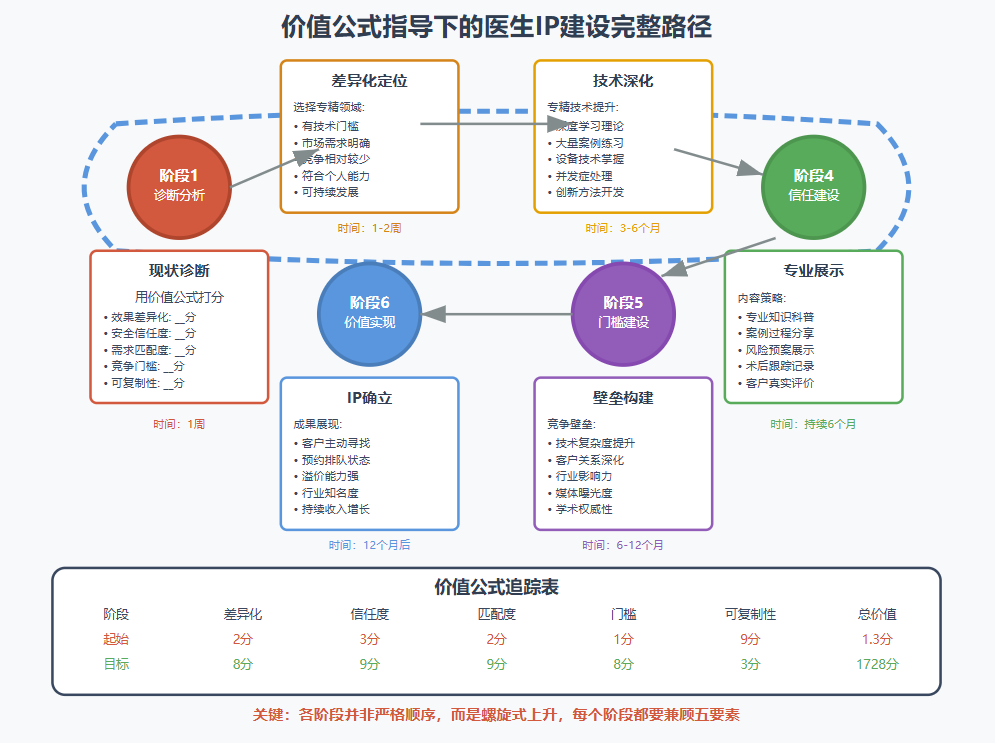 价值公式指导下的医生IP建设完整路径
阶段1
诊断分析
现状诊断
用价值公式打分
• 效果差异化: __分
• 安全信任度: __分
• 需求匹配度: __分
• 竞争门槛: __分
• 可复制性: __分
时间：1周
差异化定位
选择专精领域:
• 有技术门槛
• 市场需求明确
• 竞争相对较少
• 符合个人能力
• 可持续发展
时间：1-2周
技术深化
专精技术提升:
• 深度学习理论
• 大量案例练习
• 设备技术掌握
• 并发症处理
• 创新方法开发
时间：3-6个月
阶段4
信任建设
专业展示
内容策略:
• 专业知识科普
• 案例过程分享
• 风险预案展示
• 术后跟踪记录
• 客户真实评价
时间：持续6个月
阶段5
门槛建设
壁垒构建
竞争壁垒:
• 技术复杂度提升
• 客户关系深化
• 行业影响力
• 媒体曝光度
• 学术权威性
时间：6-12个月
阶段6
价值实现
IP确立
成果展现:
• 客户主动寻找
• 预约排队状态
• 溢价能力强
• 行业知名度
• 持续收入增长
时间：12个月后
价值公式追踪表
阶段 差异化 信任度 匹配度 门槛 可复制性 总价值
起始 2分 3分 2分 1分 9分 1.3分
目标 8分 9分 9分 8分 3分 1728分
关键：各阶段并非严格顺序，而是螺旋式上升，每个阶段都要兼顾五要素